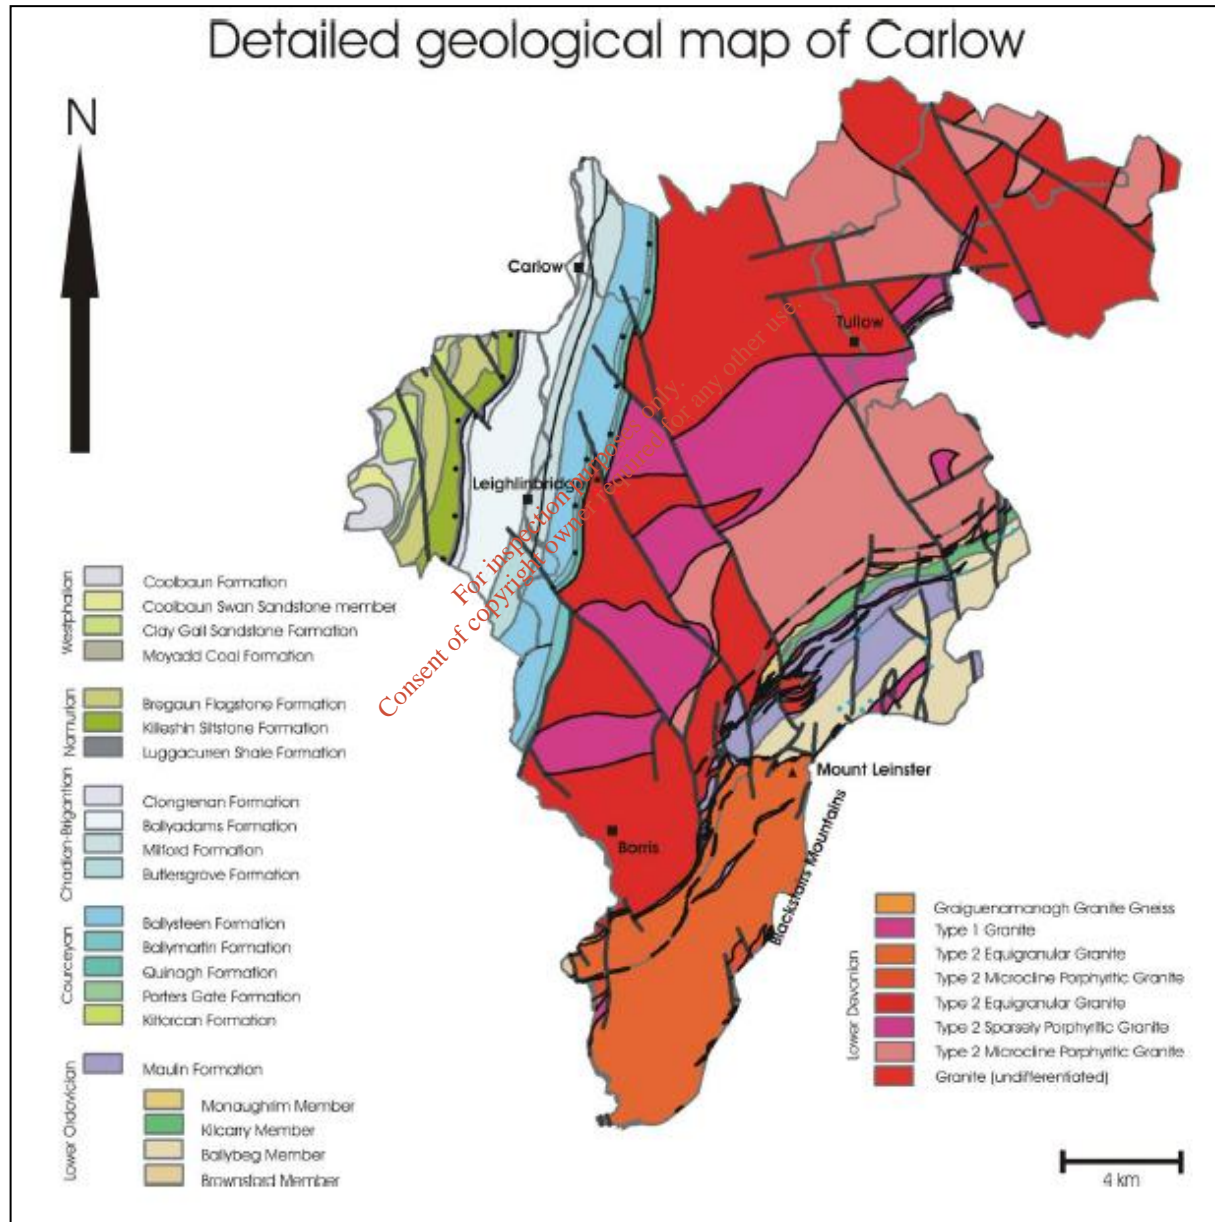 Detailed geological map of Carlow
N
Carlow
Tullow
Leighlinbridge
Mount Leinster
Borris
Blackstairs Mountains
For inspection purposes only.
Consent of copyright owner required for any other use.
Westphalian
Coolbaun Formation
Coolbaun Swan Sandstone member
Clay Gall Sandstone Formation
Moyadd Coal Formation
Namurian
Bregaun Flagstone Formation
Killeshin Siltstone Formation
Luggacurren Shale Formation
Chadian-Brigantian
Clongrenan Formation
Ballyadams Formation
Milford Formation
Butlersgrove Formation
Courceyan
Ballysteen Formation
Ballymartin Formation
Quinagh Formation
Porters Gate Formation
Kiltorcan Formation
Lower Ordovician
Maulin Formation
Monaughrim Member
Kilcarry Member
Ballybeg Member
Brownsford Member
Lower Devonian
Graiguenamanagh Granite Gneiss
Type 1 Granite
Type 2 Equigranular Granite
Type 2 Microcline Porphyritic Granite
Type 2 Equigranular Granite
Type 2 Sparsely Porphyritic Granite
Type 2 Microcline Porphyritic Granite
Granite (undifferentiated)
4 km